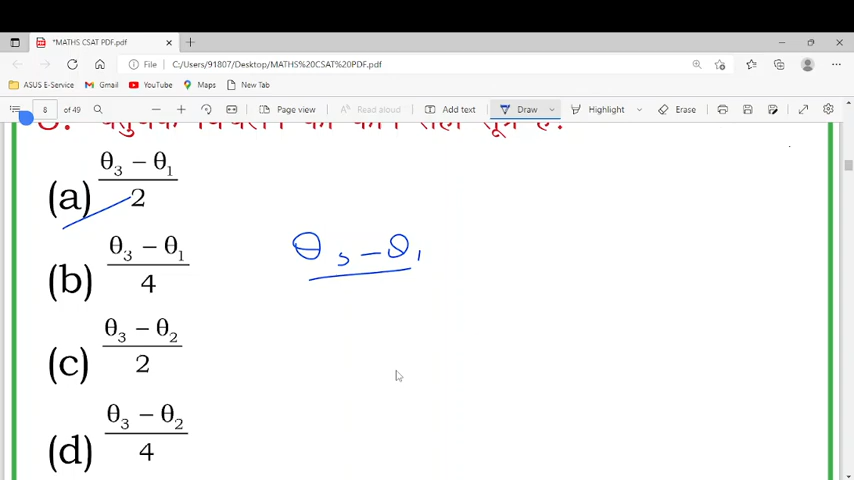 *MATHS CSAT PDF.pdf
File C:/Users/91807/Desktop/MATHS%20CSAT%20PDF.pdf
ASUS E-Service Gmail YouTube Maps New Tab
8 of 49 Page view Read aloud Add text Draw Highlight Erase
(a) θ₃ − θ₁
2
θ₃ − θ₁
(b) θ₃ − θ₁
4
(c) θ₃ − θ₂
2
(d) θ₃ − θ₂
4